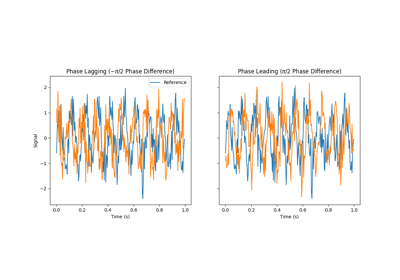 Phase Lagging (−π/2 Phase Difference)
Reference
2
1
0
−1
−2
Signal
0.0 0.2 0.4 0.6 0.8 1.0
Time (s)
Phase Leading (π/2 Phase Difference)
0.0 0.2 0.4 0.6 0.8 1.0
Time (s)